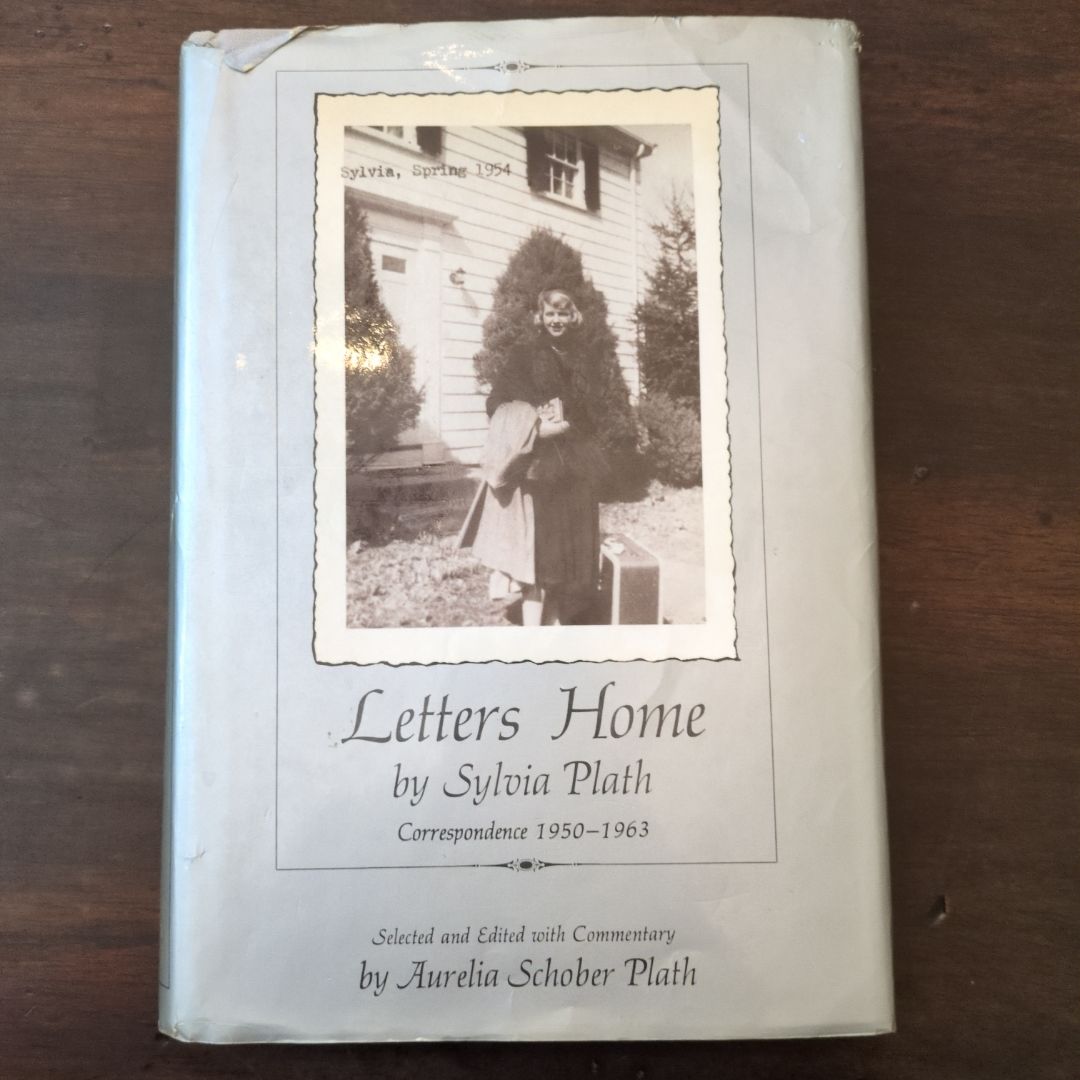 Sylvia, Spring 1954
Letters Home
by Sylvia Plath
Correspondence 1950–1963
Selected and Edited with Commentary
by Aurelia Schober Plath